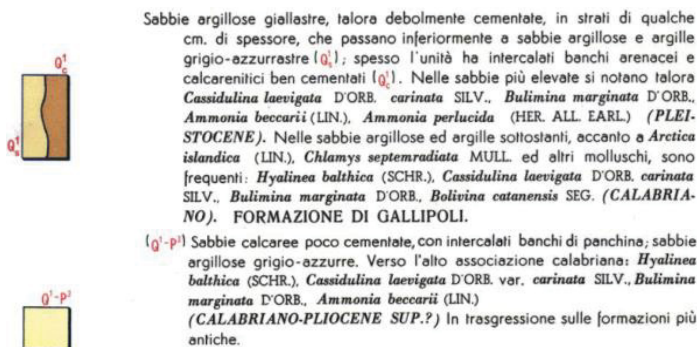 Sabbie argillose giallastre, talora debolmente cementate, in strati di qualche
cm. di spessore, che passano inferiormente a sabbie argillose e argille
grigio-azzurrastre (Q¹s); spesso l'unità ha intercalati banchi arenacei e
calcarenitici ben cementati (Q¹c). Nelle sabbie più elevate si notano talora
Cassidulina laevigata D'ORB. carinata SILV., Bulimina marginata D'ORB.,
Ammonia beccarii (LIN.), Ammonia perlucida (HER. ALL. EARL.) (PLEI-
STOCENE). Nelle sabbie argillose ed argille sottostanti, accanto a Arctica
islandica (LIN.), Chlamys septemradiata MULL. ed altri molluschi, sono
frequenti: Hyalinea balthica (SCHR.), Cassidulina laevigata D'ORB. carinata
SILV., Bulimina marginata D'ORB., Bolivina catanensis SEG. (CALABRIA-
NO). FORMAZIONE DI GALLIPOLI.
Q¹c
Q¹s
(Q¹-P³) Sabbie calcaree poco cementate, con intercalati banchi di panchina; sabbie
argillose grigio-azzurre. Verso l'alto associazione calabriana: Hyalinea
balthica (SCHR.), Cassidulina laevigata D'ORB. var. carinata SILV., Bulimina
marginata D'ORB., Ammonia beccarii (LIN.)
(CALABRIANO-PLIOCENE SUP.?) In trasgressione sulle formazioni più
antiche.
Q¹-P³